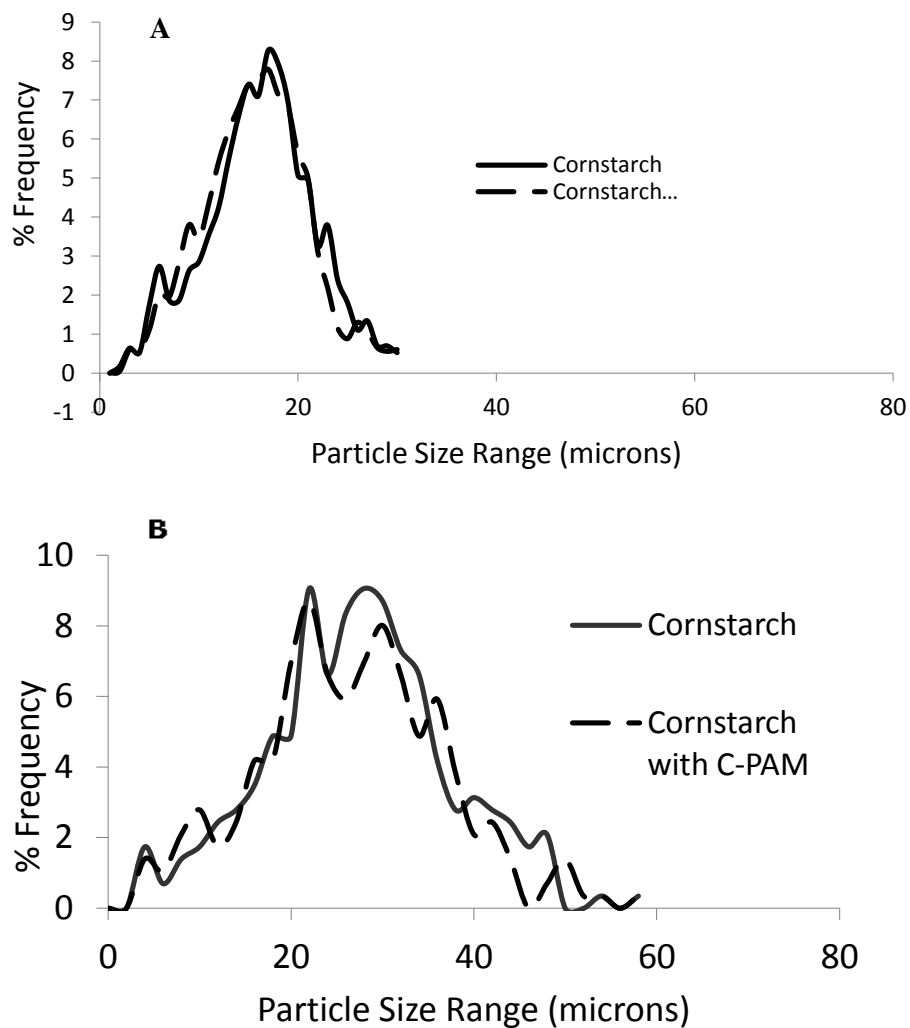 A
9
8
7
6
5
4
3
2
1
0
-1
% Frequency
0 20 40 60 80
Particle Size Range (microns)
Cornstarch
Cornstarch...
B
10
8
6
4
2
0
% Frequency
0 20 40 60 80
Particle Size Range (microns)
Cornstarch
Cornstarch
with C-PAM